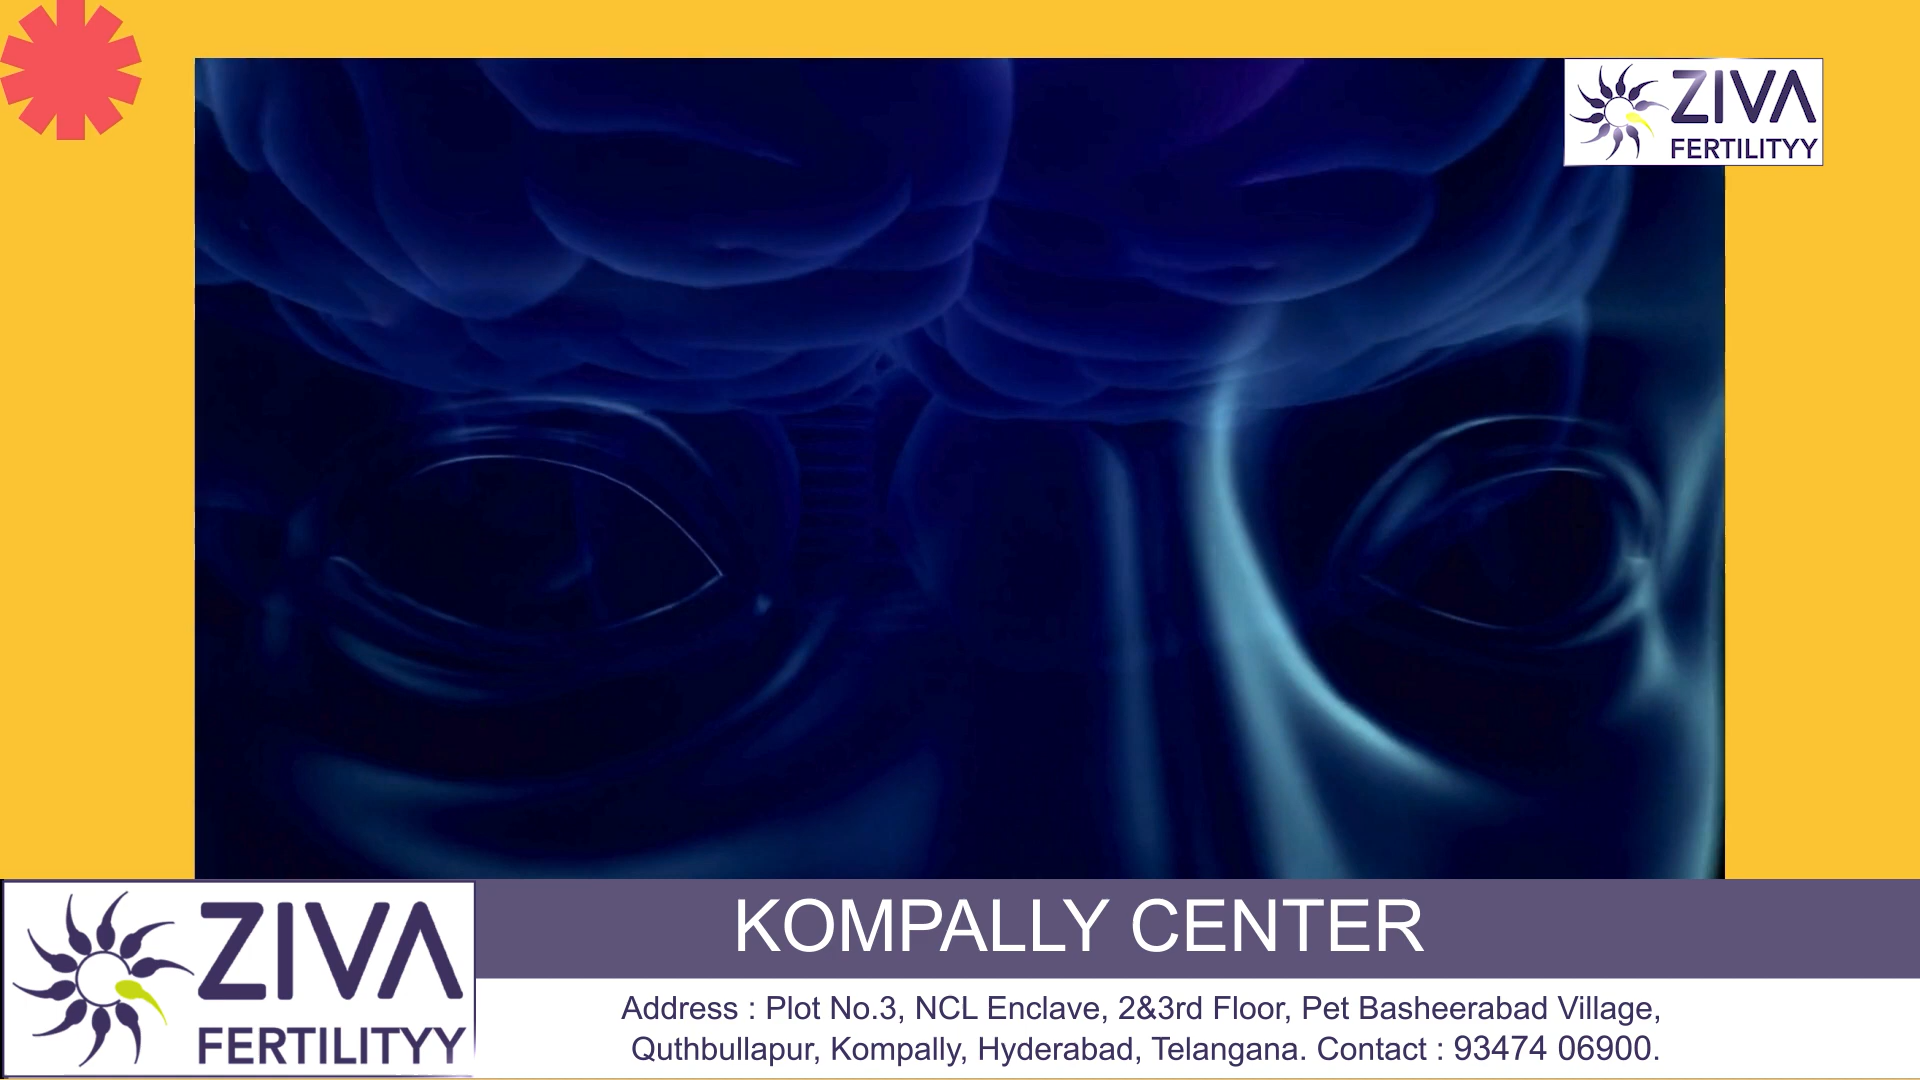 ZIVA
FERTILITYY
ZIVA
FERTILITYY
KOMPALLY CENTER
Address : Plot No.3, NCL Enclave, 2&3rd Floor, Pet Basheerabad Village,
Quthbullapur, Kompally, Hyderabad, Telangana. Contact : 93474 06900.